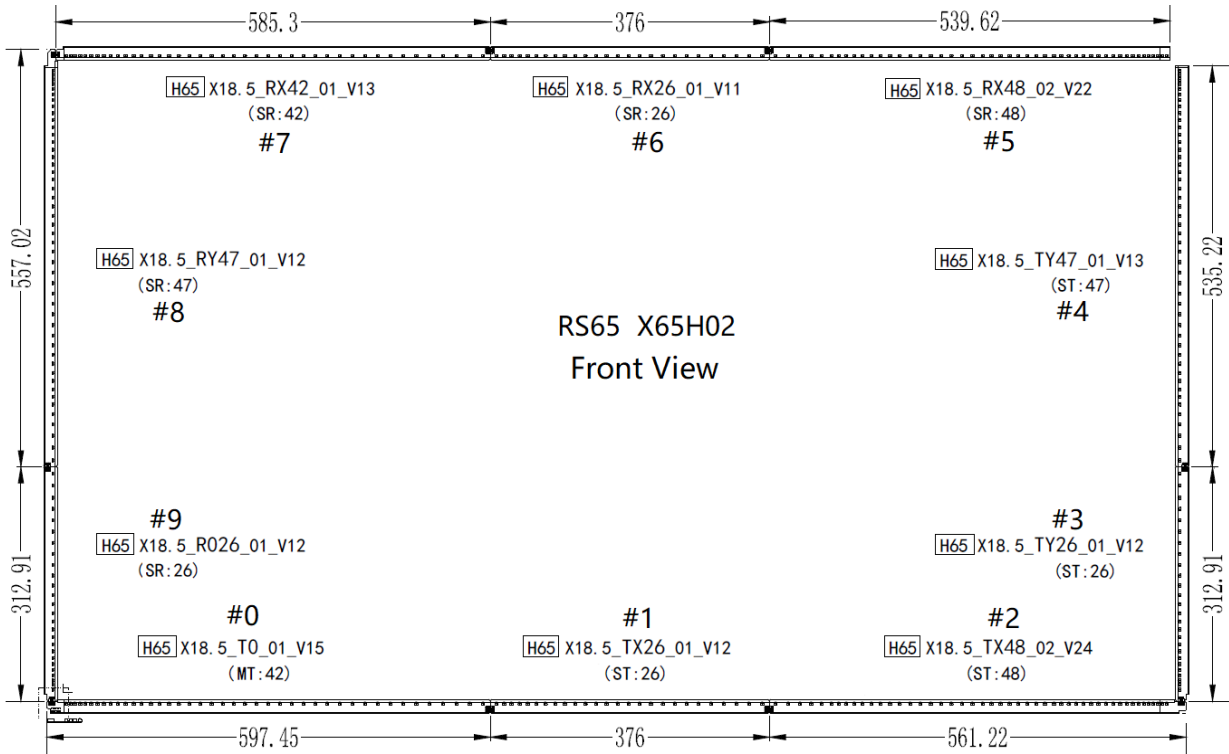 585.3
376
539.62
H65 X18.5_RX42_01_V13
(SR:42)
#7
H65 X18.5_RX26_01_V11
(SR:26)
#6
H65 X18.5_RX48_02_V22
(SR:48)
#5
557.02
H65 X18.5_RY47_01_V12
(SR:47)
#8
H65 X18.5_TY47_01_V13
(ST:47)
#4
535.22
RS65 X65H02
Front View
#9
H65 X18.5_RO26_01_V12
(SR:26)
#3
H65 X18.5_TY26_01_V12
(ST:26)
312.91
312.91
#0
H65 X18.5_TO_01_V15
(MT:42)
#1
H65 X18.5_TX26_01_V12
(ST:26)
#2
H65 X18.5_TX48_02_V24
(ST:48)
597.45
376
561.22